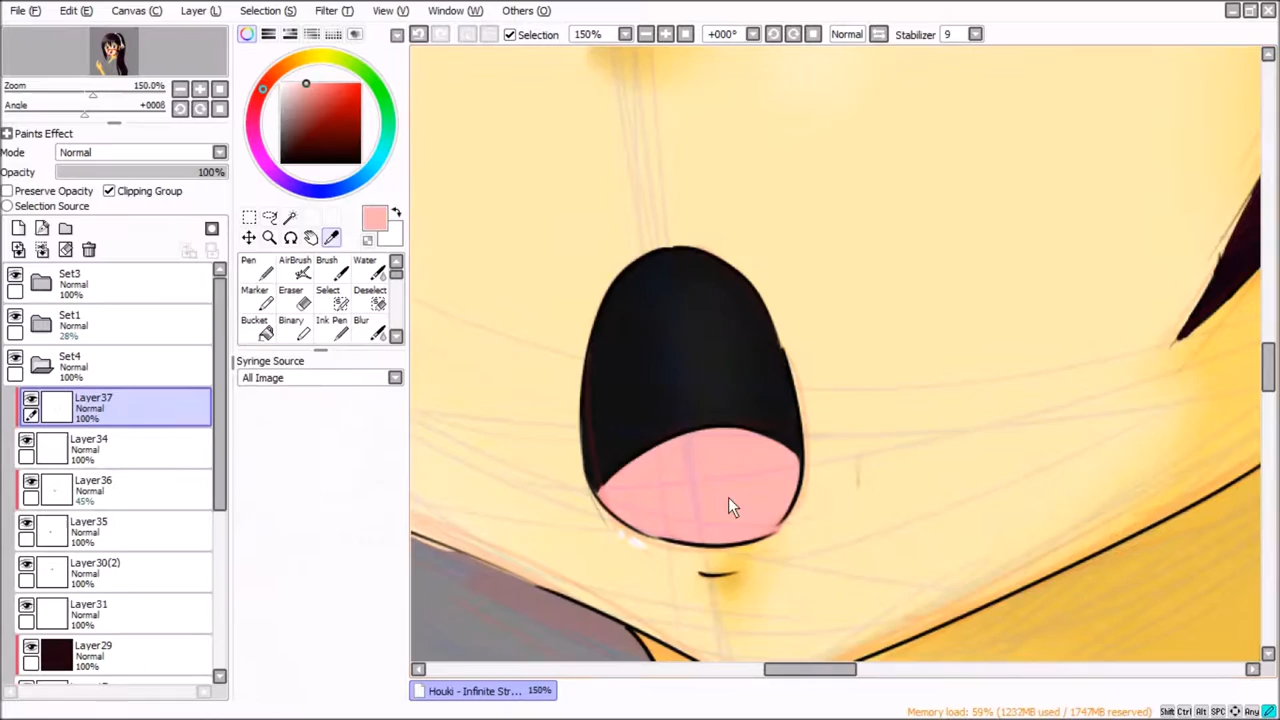 File (F) Edit (E) Canvas (C) Layer (L) Selection (S) Filter (T) View (V) Window (W) Others (O)
Selection 150% +000° Normal Stabilizer 9
Zoom 150.0%
Angle +000ß
Paints Effect
Mode Normal
Opacity 100%
Preserve Opacity Clipping Group
Selection Source
Set3
Normal
100%
Set1
Normal
28%
Set4
Normal
100%
Layer37
Normal
100%
Layer34
Normal
100%
Layer36
Normal
45%
Layer35
Normal
100%
Layer30(2)
Normal
100%
Layer31
Normal
100%
Layer29
Normal
100%
Pen AirBrush Brush Water
Marker Eraser Select Deselect
Bucket Binary Ink Pen Blur
Syringe Source
All Image
Houki - Infinite Str... 150%
Memory load: 59% (1237MB used / 1747MB reserved) Shift Ctrl Alt SPC Any